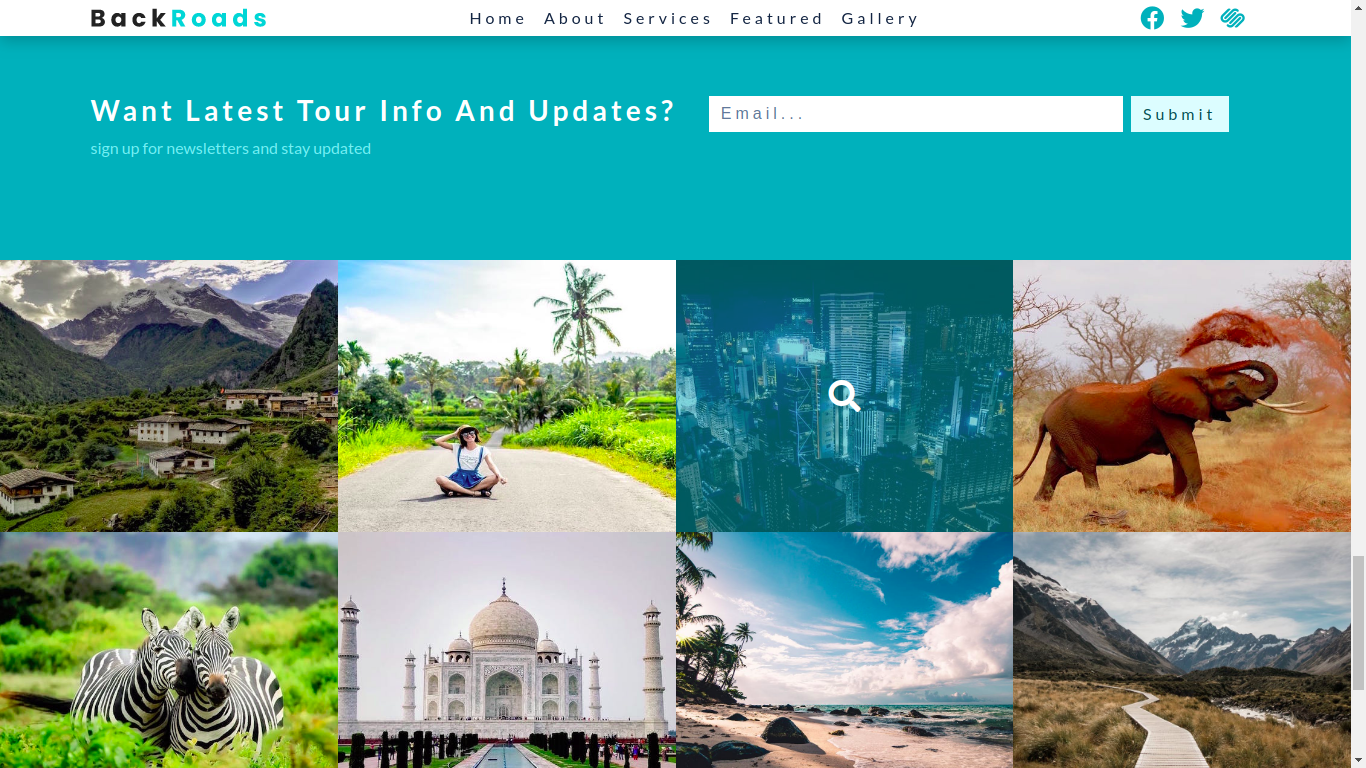 BackRoads
Home About Services Featured Gallery
Want Latest Tour Info And Updates?
sign up for newsletters and stay updated
Email...
Submit